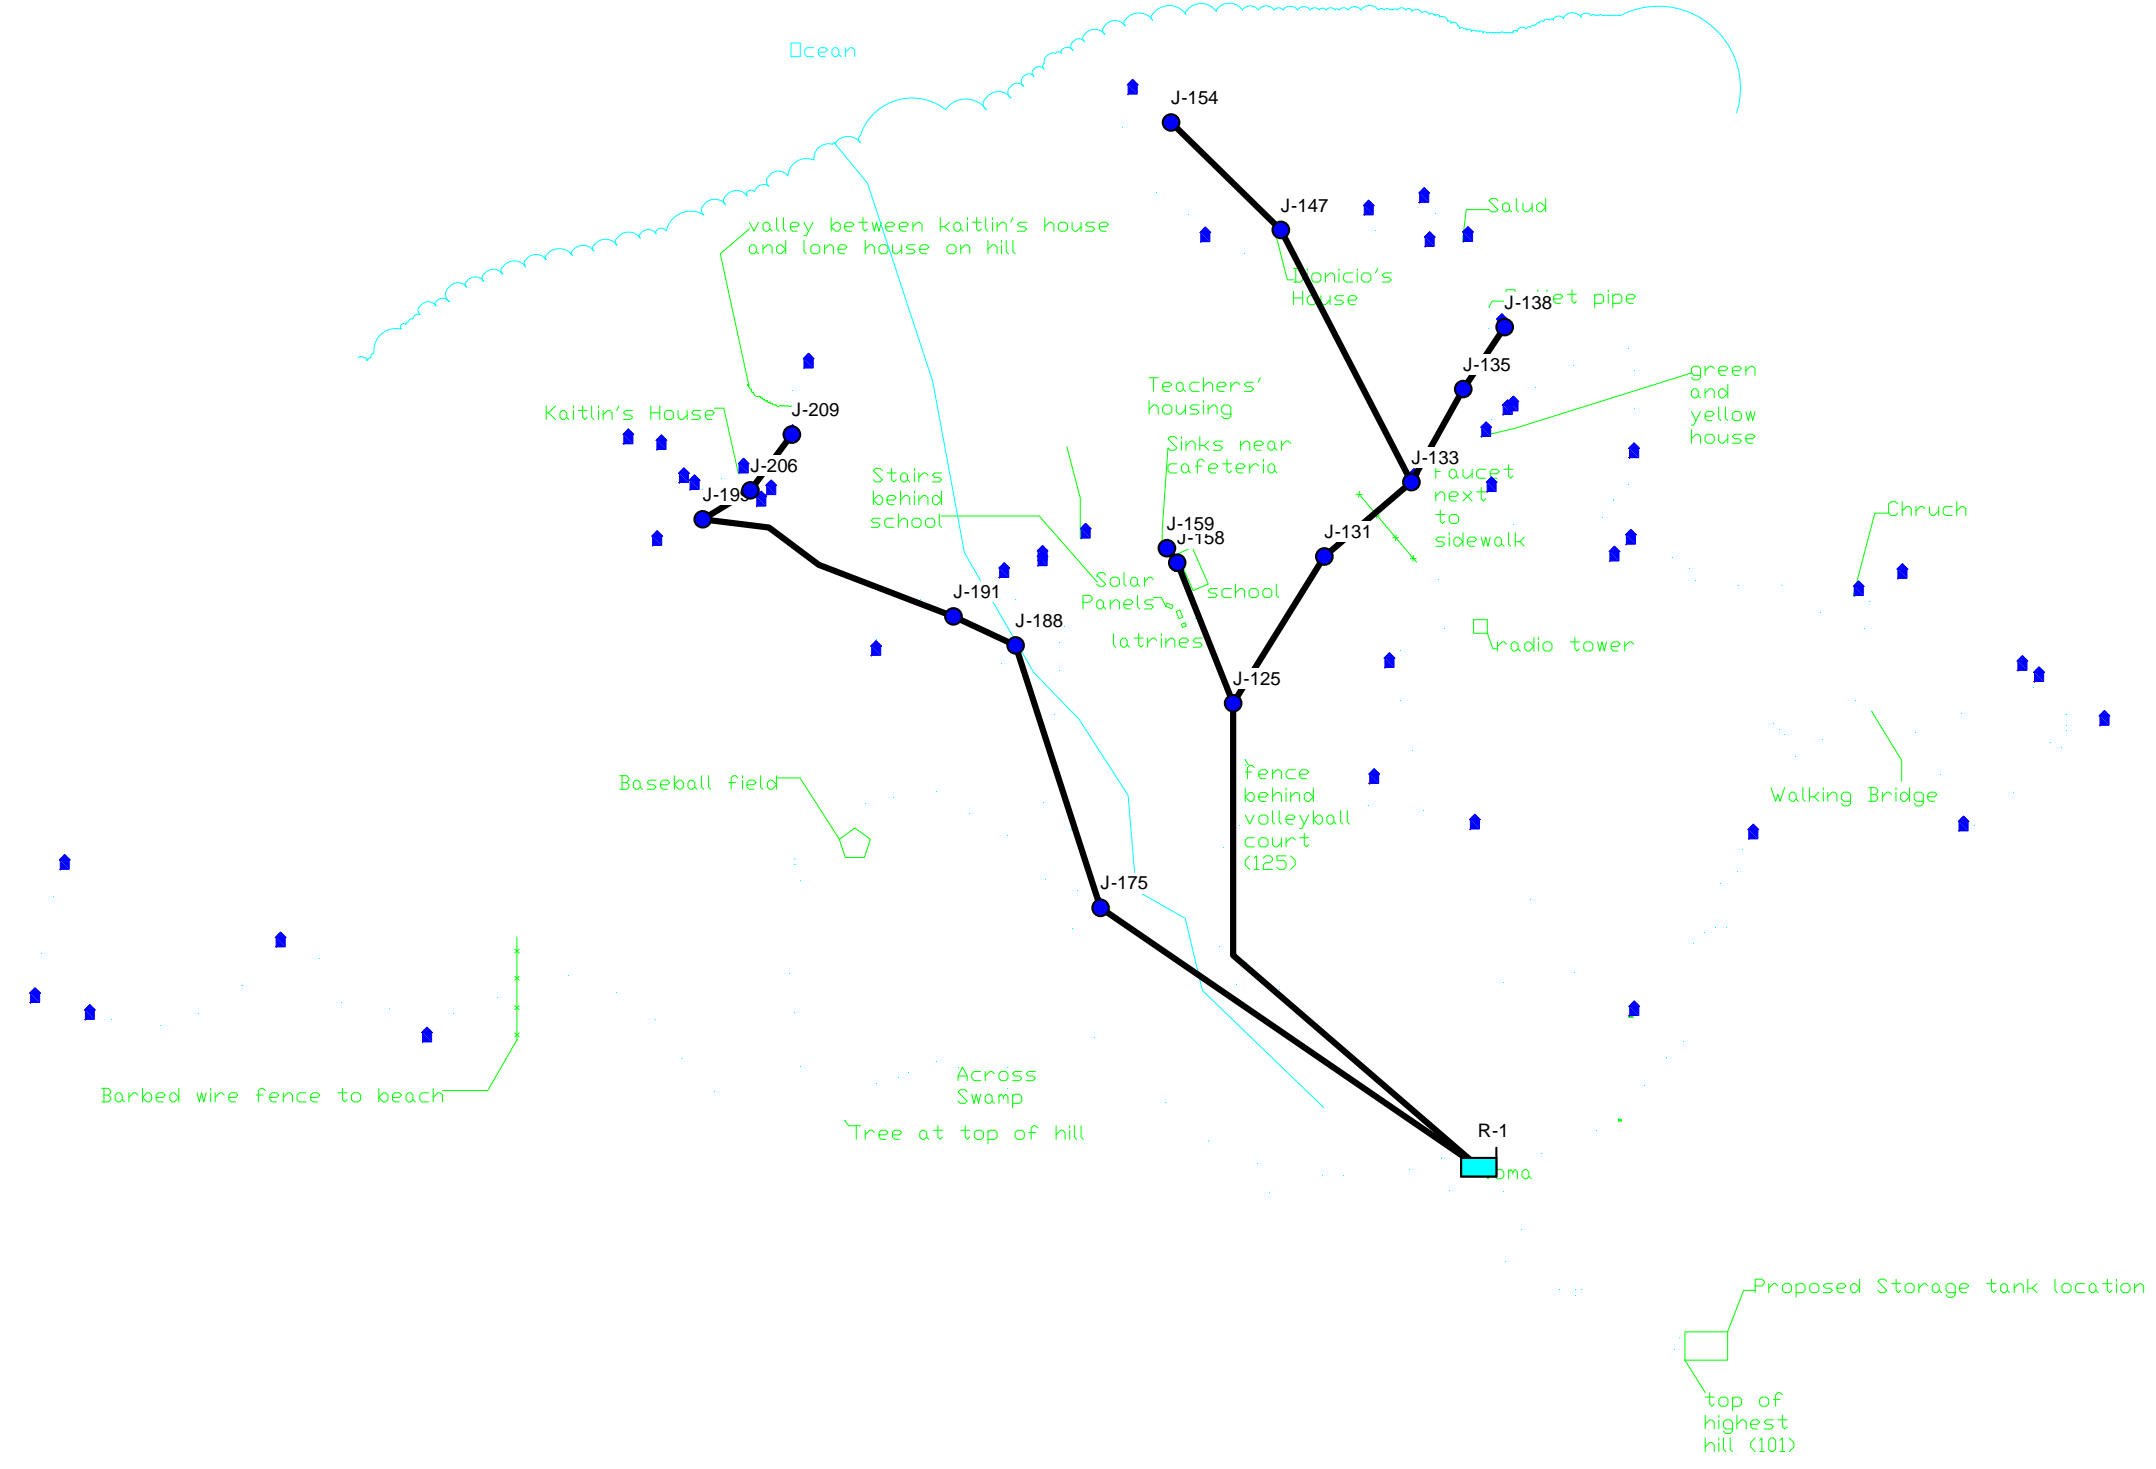 Ocean
J-154
J-147
Salud
valley between kaitlin's house
and lone house on hill
Dionicio's
House
J-138
pipe
J-135
green
and
yellow
house
Teachers'
housing
J-209
Kaitlin's House
Sinks near
cafeteria
J-133
Faucet
next
to
sidewalk
J-206
Stairs
behind
school
J-159
J-158
J-131
Chruch
Solar
Panels
school
J-191
J-188
latrines
radio tower
J-125
Baseball field
fence
behind
volleyball
court
(125)
Walking Bridge
J-175
Across
Swamp
Barbed wire fence to beach
Tree at top of hill
R-1
Proposed Storage tank location
top of
highest
hill (101)